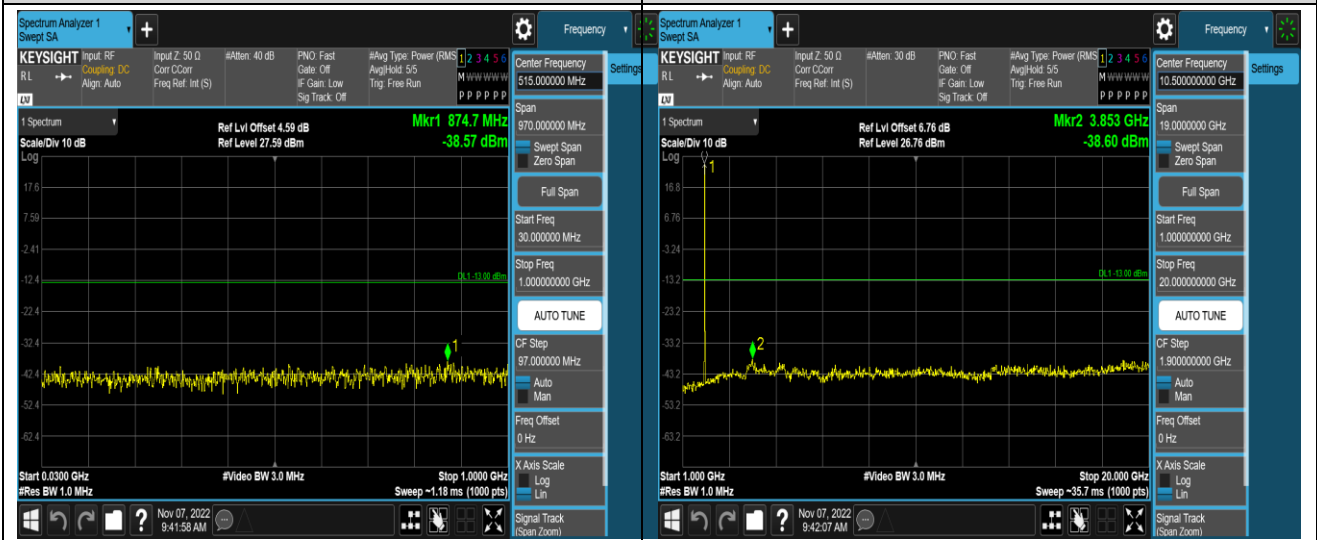 Spectrum Analyzer 1
Swept SA
+
Frequency
KEYSIGHT
RL
LXI
Input: RF
Coupling: DC
Align: Auto
Input Z: 50 Ω
Corr CCorr
Freq Ref: Int (S)
#Atten: 40 dB
PNO: Fast
Gate: Off
IF Gain: Low
Sig Track: Off
#Avg Type: Power (RMS
Avg|Hold: 5/5
Trig: Free Run
1 2 3 4 5 6
M W W W W W
P P P P P P
Center Frequency
515.000000 MHz
Settings
1 Spectrum
Scale/Div 10 dB
Log
Ref Lvl Offset 4.59 dB
Ref Level 27.59 dBm
Mkr1 874.7 MHz
-38.57 dBm
17.6
7.59
-2.41
-12.4
-22.4
-32.4
-42.4
-52.4
-62.4
DL1 -13.00 dBm
1
Span
970.000000 MHz
Swept Span
Zero Span
Full Span
Start Freq
30.000000 MHz
Stop Freq
1.000000000 GHz
AUTO TUNE
CF Step
97.000000 MHz
Auto
Man
Freq Offset
0 Hz
X Axis Scale
Log
Lin
Signal Track
(Span Zoom)
Start 0.0300 GHz
#Res BW 1.0 MHz
#Video BW 3.0 MHz
Stop 1.0000 GHz
Sweep ~1.18 ms (1000 pts)
?
Nov 07, 2022
9:41:58 AM
Spectrum Analyzer 1
Swept SA
+
Frequency
KEYSIGHT
RL
LXI
Input: RF
Coupling: DC
Align: Auto
Input Z: 50 Ω
Corr CCorr
Freq Ref: Int (S)
#Atten: 30 dB
PNO: Fast
Gate: Off
IF Gain: Low
Sig Track: Off
#Avg Type: Power (RMS
Avg|Hold: 5/5
Trig: Free Run
1 2 3 4 5 6
M W W W W W
P P P P P P
Center Frequency
10.500000000 GHz
Settings
1 Spectrum
Scale/Div 10 dB
Log
Ref Lvl Offset 6.76 dB
Ref Level 26.76 dBm
Mkr2 3.853 GHz
-38.60 dBm
16.8
6.76
-3.24
-13.2
-23.2
-33.2
-43.2
-53.2
-63.2
1
DL1 -13.00 dBm
2
Span
19.0000000 GHz
Swept Span
Zero Span
Full Span
Start Freq
1.000000000 GHz
Stop Freq
20.000000000 GHz
AUTO TUNE
CF Step
1.900000000 GHz
Auto
Man
Freq Offset
0 Hz
X Axis Scale
Log
Lin
Signal Track
(Span Zoom)
Start 1.000 GHz
#Res BW 1.0 MHz
#Video BW 3.0 MHz
Stop 20.000 GHz
Sweep ~35.7 ms (1000 pts)
?
Nov 07, 2022
9:42:07 AM